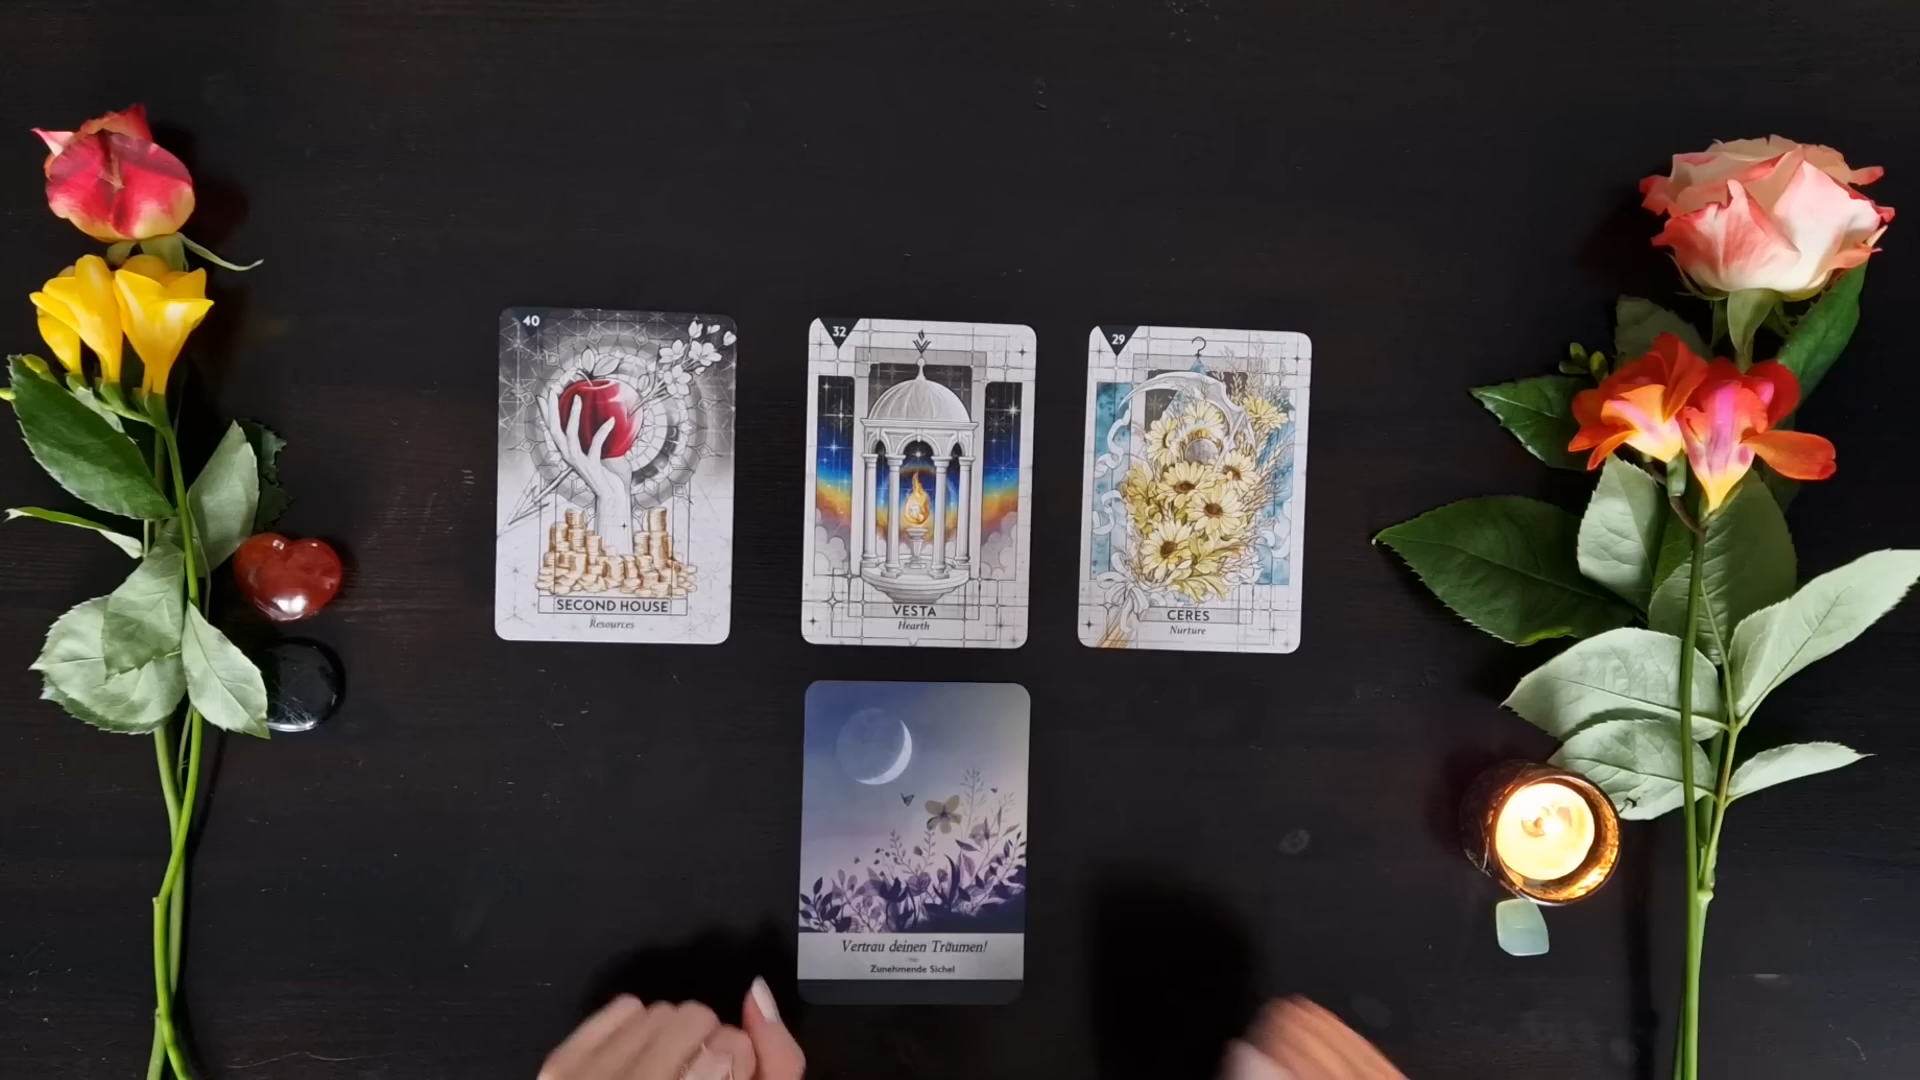 40
SECOND HOUSE
Resources
32
VESTA
Hearth
29
CERES
Nurture
Vertrau deinen Träumen!
Zunehmende Sichel